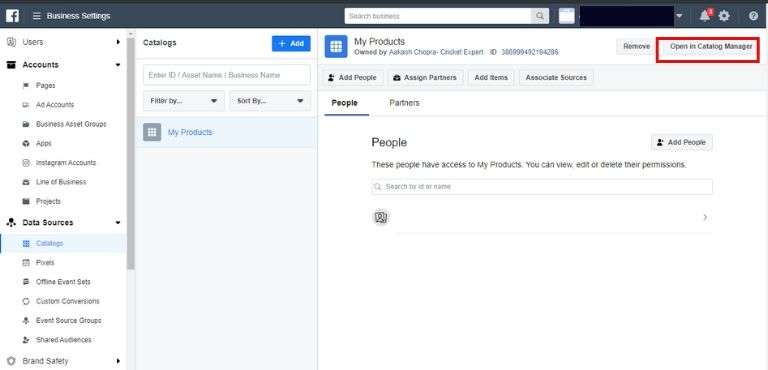 Business Settings
Search business
3
Users
Accounts
Pages
Ad Accounts
Business Asset Groups
Apps
Instagram Accounts
Line of Business
Projects
Data Sources
Catalogs
Pixels
Offline Event Sets
Custom Conversions
Event Source Groups
Shared Audiences
Brand Safety
Catalogs
+ Add
Enter ID / Asset Name / Business Name
Filter by...
Sort By...
My Products
My Products
Owned by Aakash Chopra- Cricket Expert ID 386999492194286
Remove
Open in Catalog Manager
Add People
Assign Partners
Add Items
Associate Sources
People
Partners
People
Add People
These people have access to My Products. You can view, edit or delete their permissions.
Search by id or name